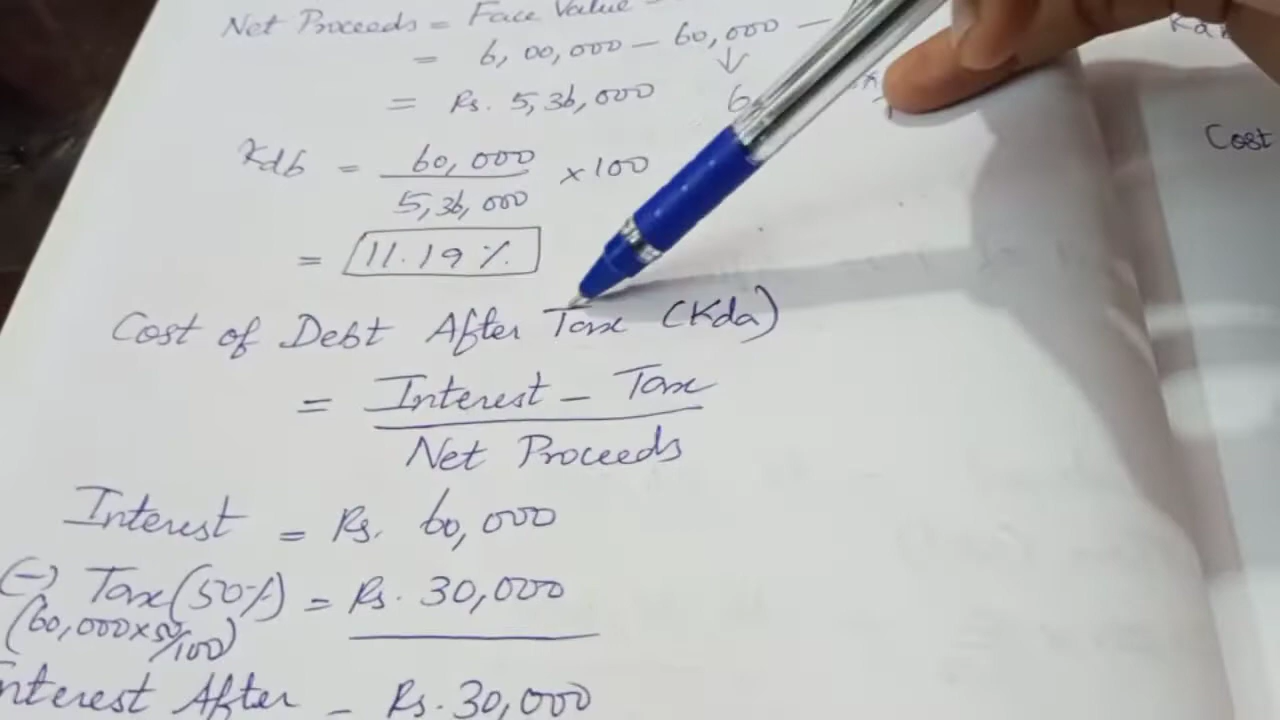 Net Proceeds = Face Value -
= 6,00,000 - 60,000 -
= Rs. 5,36,000
Kdb = 60,000 / 5,36,000 × 100
= 11.19 %.
Cost of Debt After Tax (Kda)
= Interest - Tax
Net Proceeds
Interest = Rs. 60,000
(-) Tax (50%) = Rs. 30,000
(60,000 × 50/100)
Interest After - Rs. 30,000
Cost